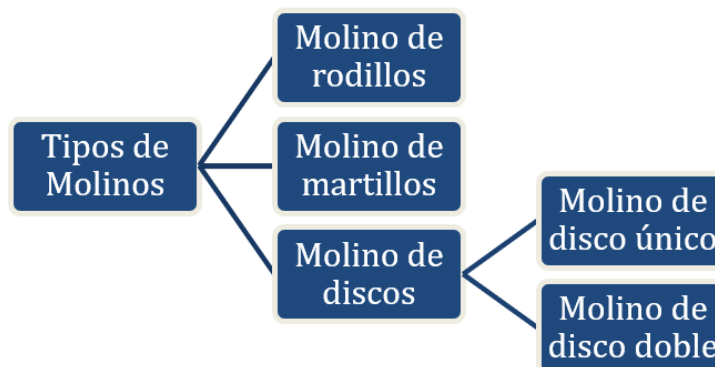 Tipos de
Molinos
Molino de
rodillos
Molino de
martillos
Molino de
discos
Molino de
disco único
Molino de
disco doble